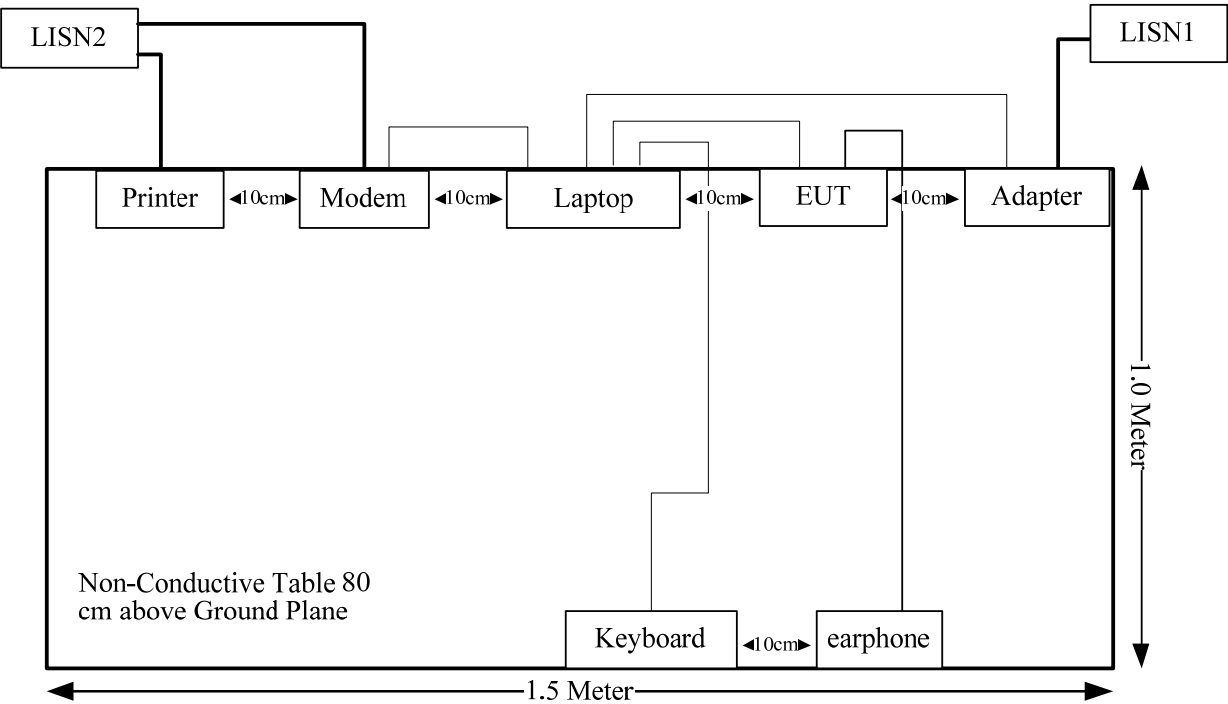 LISN2
LISN1
Printer
10cm
Modem
10cm
Laptop
10cm
EUT
10cm
Adapter
1.0 Meter
Non-Conductive Table 80
cm above Ground Plane
Keyboard
10cm
earphone
1.5 Meter